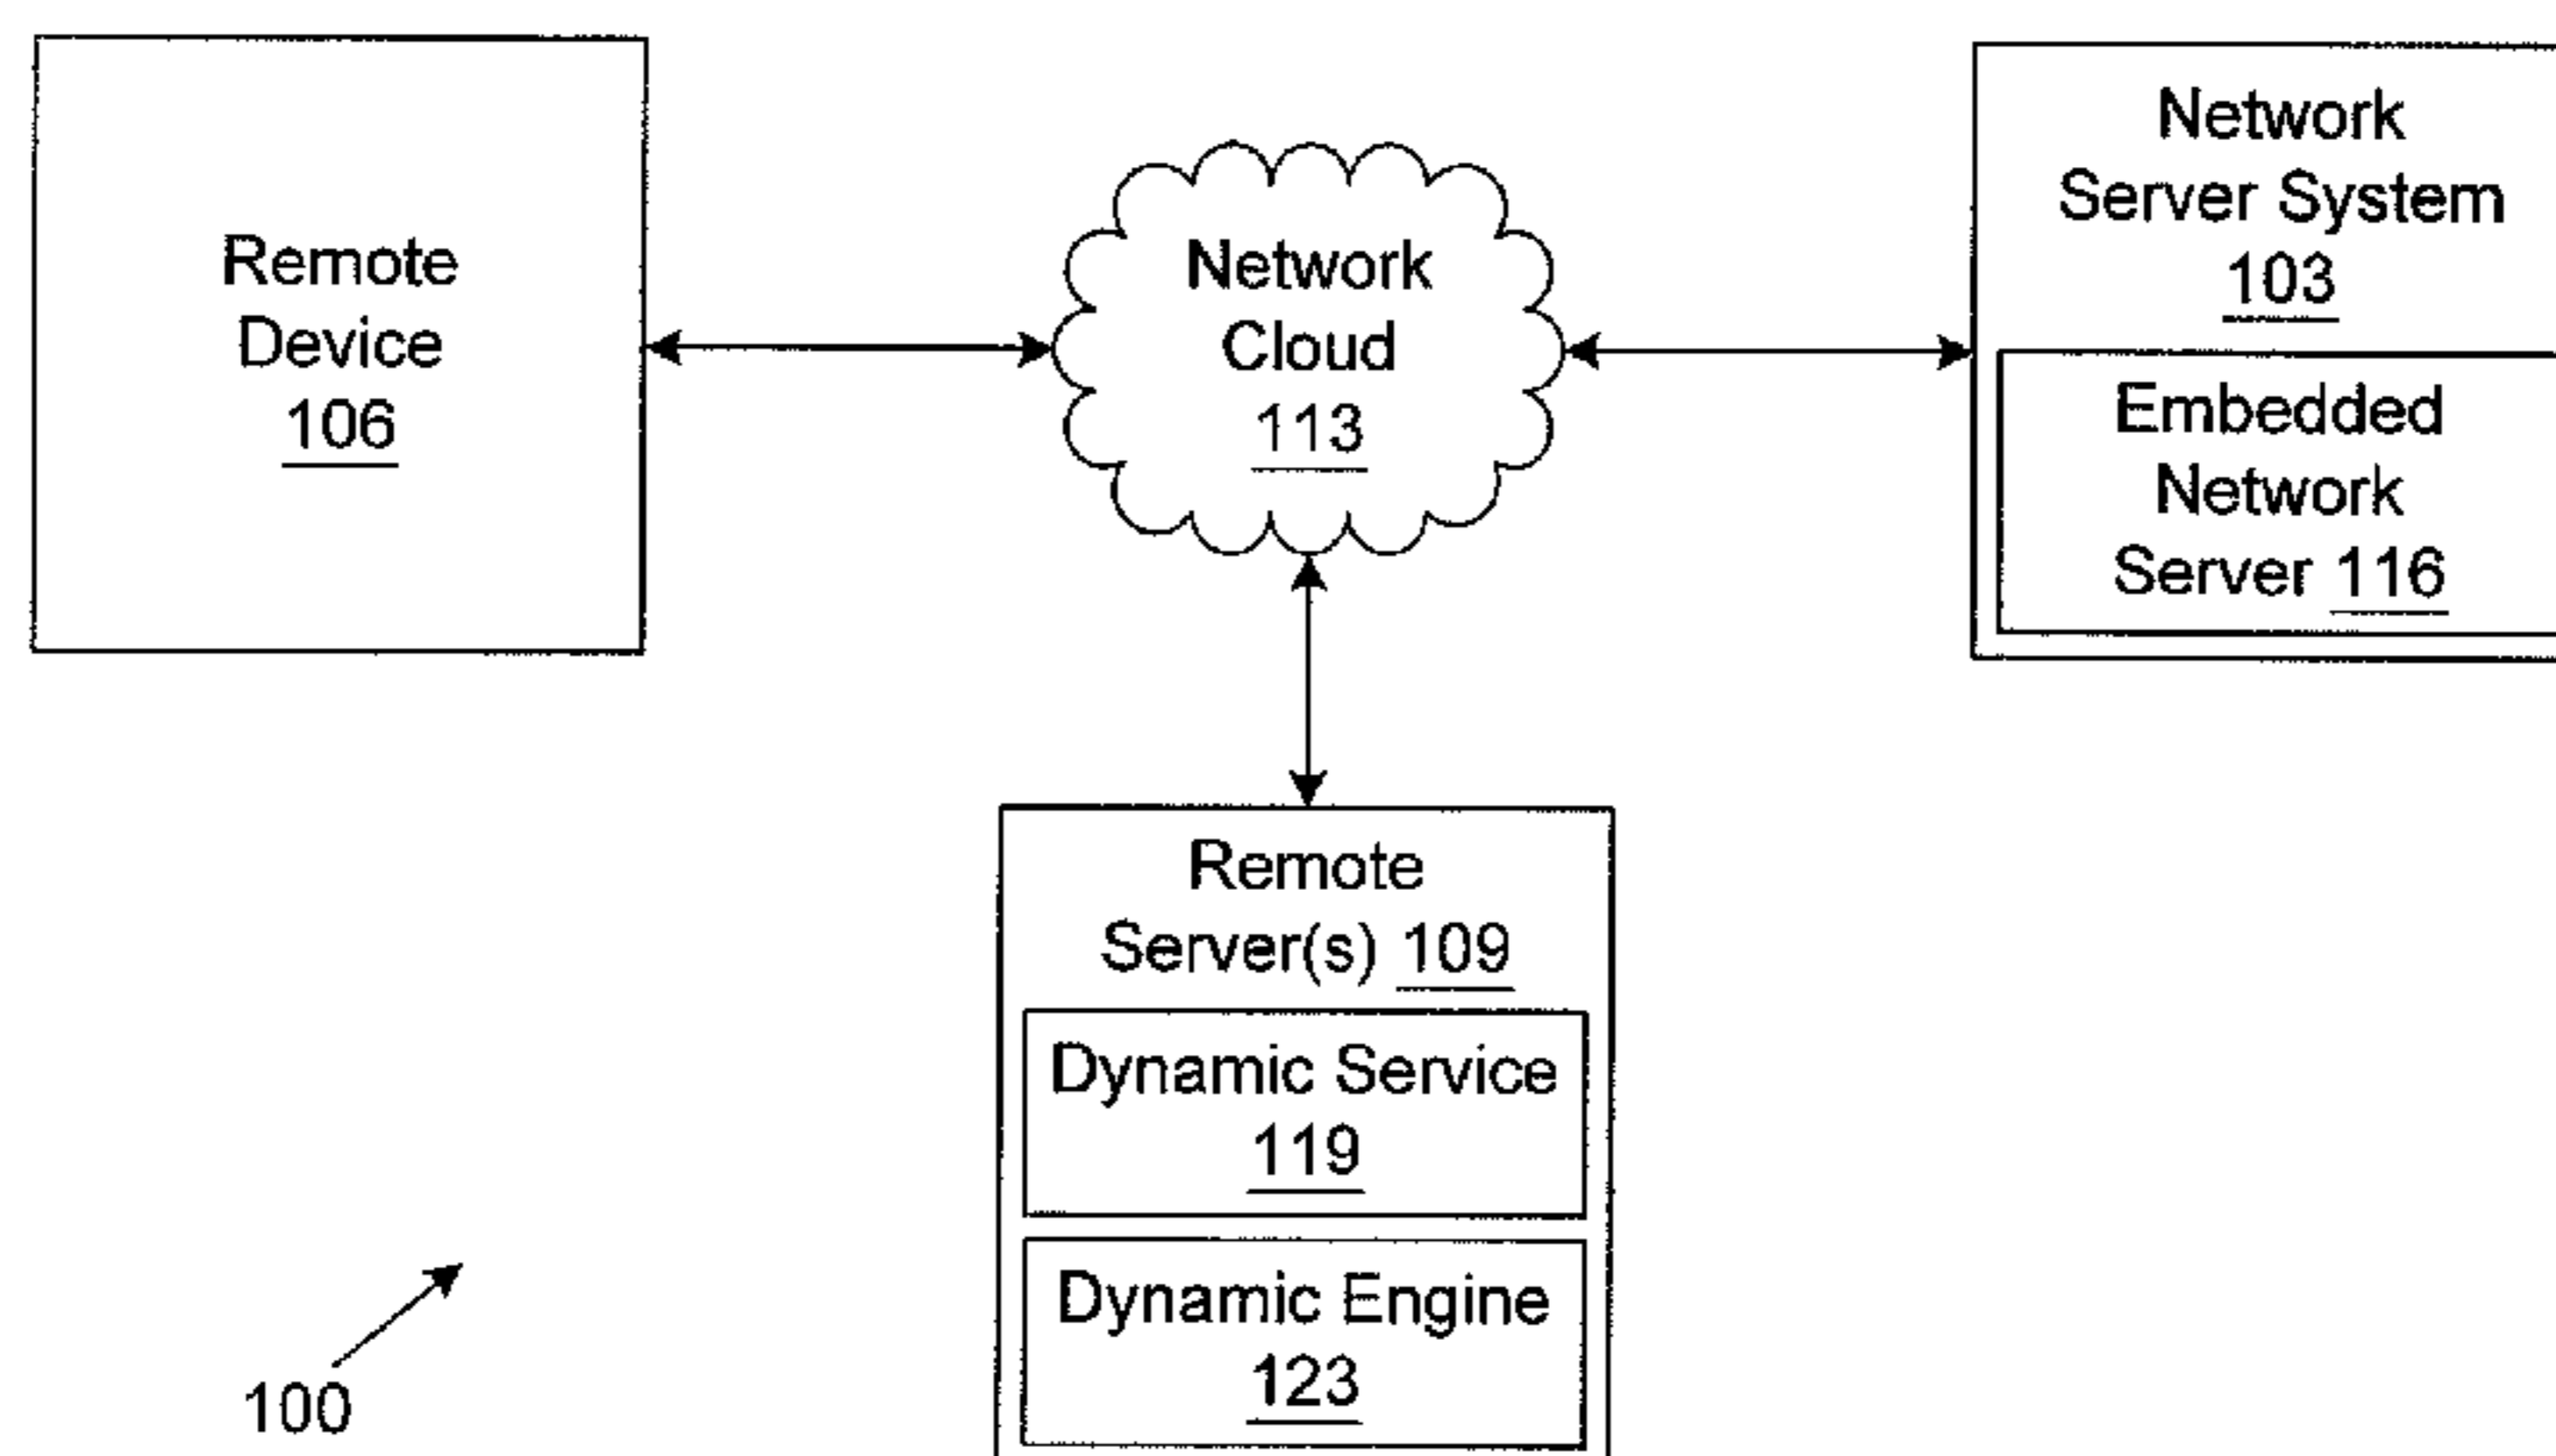 Remote
Device
106
Network
Cloud
113
Network
Server System
103
Embedded
Network
Server 116
Remote
Server(s) 109
Dynamic Service
119
Dynamic Engine
123
100